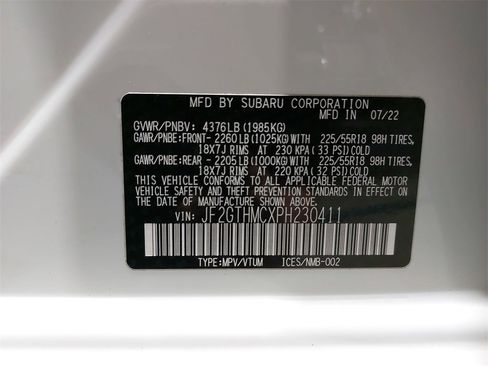 MFD BY SUBARU CORPORATION
MFD IN 07/22
GVWR/PNBV: 4376LB(1985KG)
GAWR/PNBE:FRONT- 2260LB(1025KG)WITH 225/55R18 98H TIRES,
18X7J RIMS AT 230 KPA(33 PSI)COLD
GAWR/PNBE:REAR - 2205LB(1000KG)WITH 225/55R18 98H TIRES,
18X7J RIMS AT 220 KPA(32 PSI)COLD
THIS VEHICLE CONFORMS TO ALL APPLICABLE FEDERAL MOTOR
VEHICLE SAFETY AND THEFT PREVENTION STANDARDS IN EFFECT ON
THE DATE OF MANUFACTURE SHOWN ABOVE.
VIN: JF2GTHMCXPH230411
TYPE:MPV/VTUM ICES/NMB-002